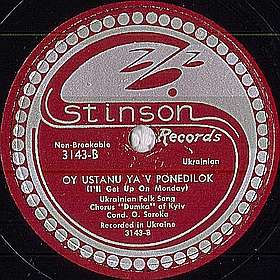 Stinson
Records
Non-Breakable
3143-B
Ukrainian
OY USTANU YA'V PONEDILOK
(I'll Get Up On Monday)
Ukrainian Folk Song
Chorus "Dumka" of Kyiv
Cond. O. Soroka
Recorded in Ukraine
3143-B